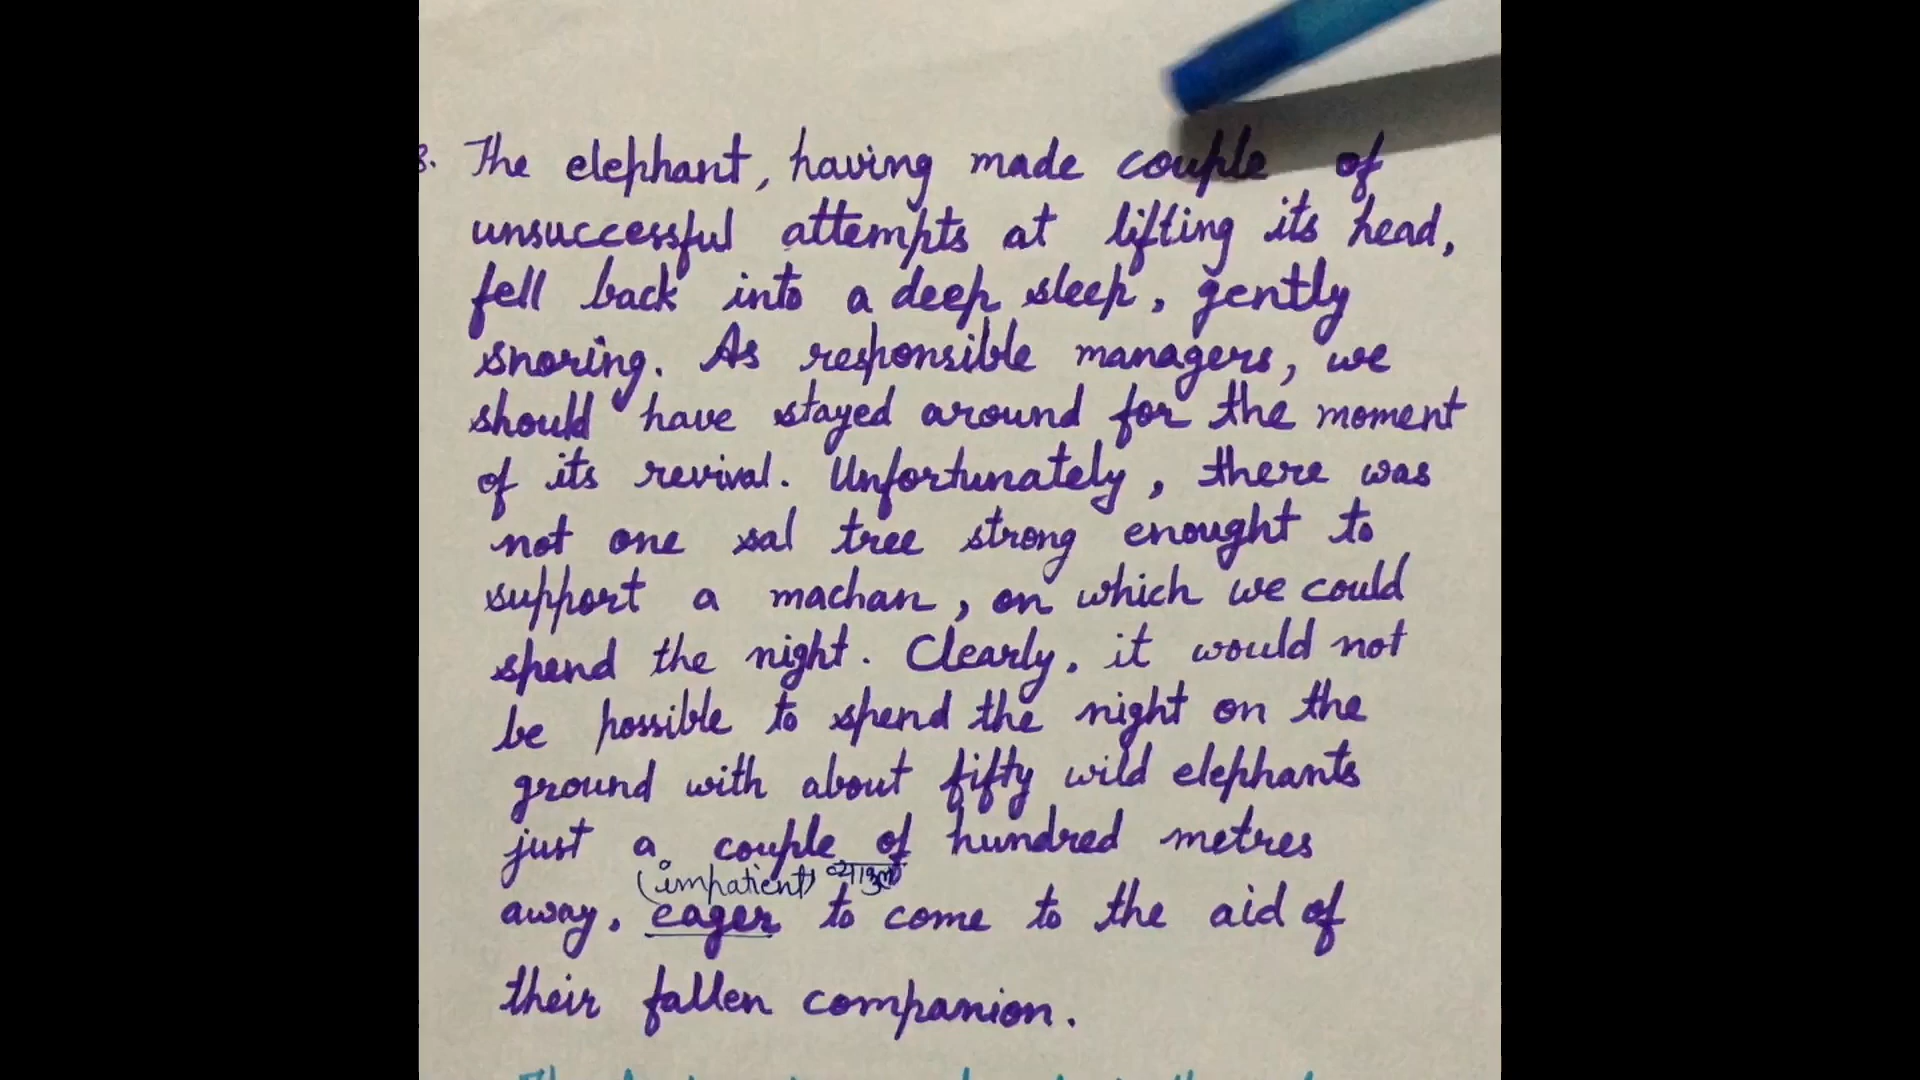 8. The elephant, having made couple of
unsuccessful attempts at lifting its head,
fell back into a deep sleep, gently
snoring. As responsible managers, we
should have stayed around for the moment
of its revival. Unfortunately, there was
not one sal tree strong enought to
support a machan, on which we could
spend the night. Clearly, it would not
be possible to spend the night on the
ground with about fifty wild elephants
just a couple of hundred metres
(impatient) व्याकुल
away, eager to come to the aid of
their fallen companion.